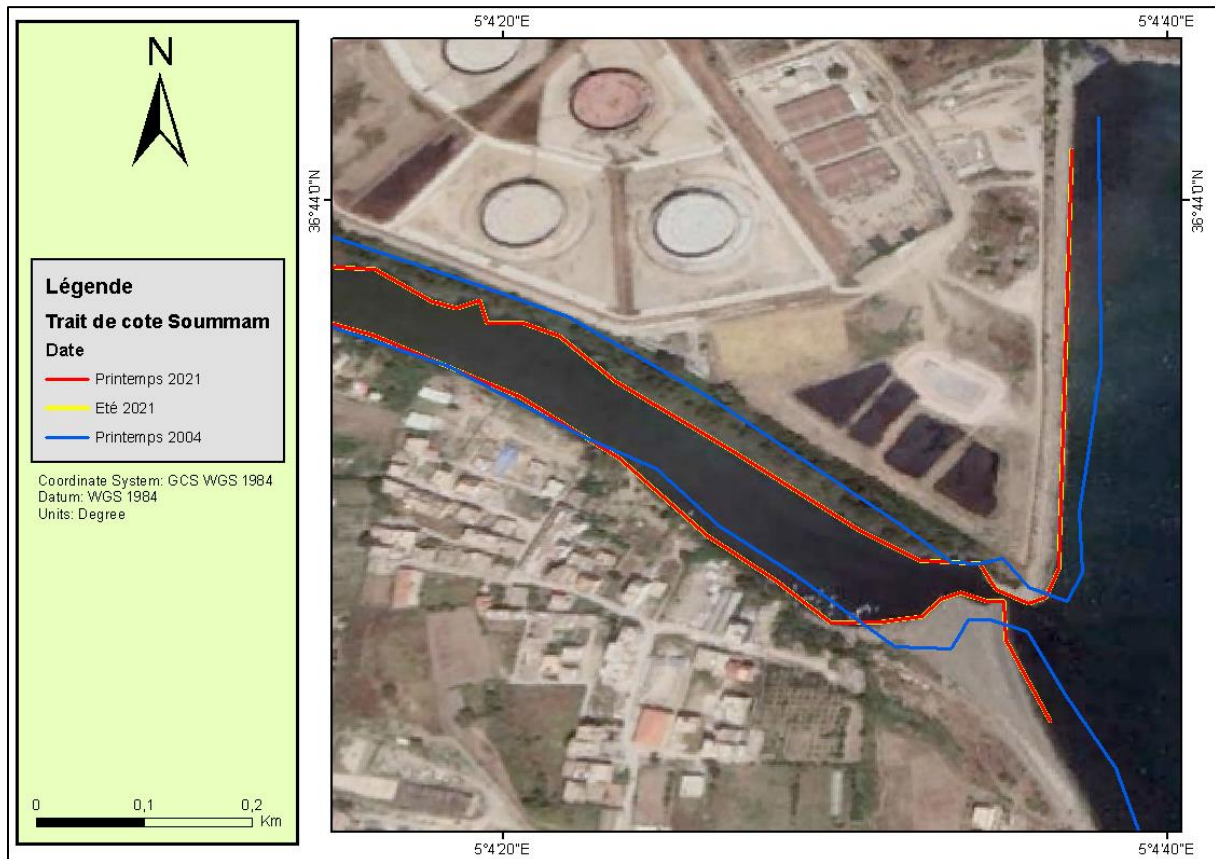 N
Légende
Trait de cote Soummam
Date
Printemps 2021
Eté 2021
Printemps 2004
Coordinate System: GCS WGS 1984
Datum: WGS 1984
Units: Degree
0 0,1 0,2
Km
5°4'20"E 5°4'40"E
36°44'0"N 36°44'0"N
5°4'20"E 5°4'40"E